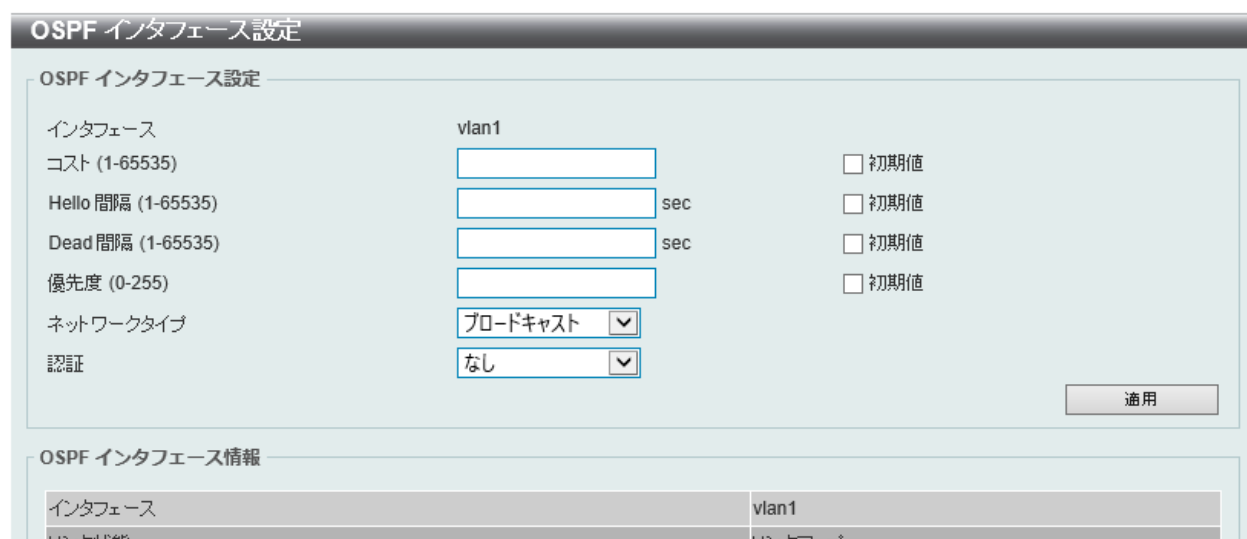 OSPF インタフェース設定
OSPF インタフェース設定
インタフェース vlan1
コスト (1-65535) 初期値
Hello 間隔 (1-65535) sec 初期値
Dead 間隔 (1-65535) sec 初期値
優先度 (0-255) 初期値
ネットワークタイプ ブロードキャスト
認証 なし
適用
OSPF インタフェース情報
インタフェース vlan1